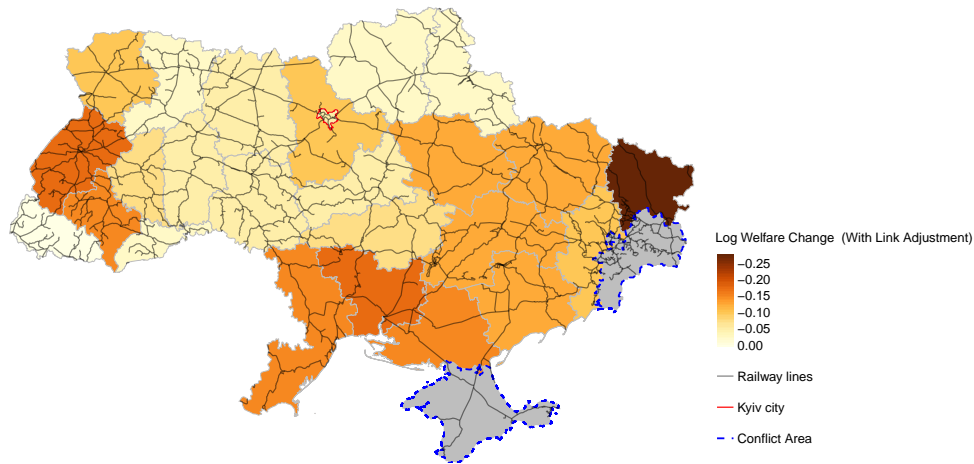 Log Welfare Change (With Link Adjustment)
−0.25
−0.20
−0.15
−0.10
−0.05
0.00
Railway lines
Kyiv city
Conflict Area